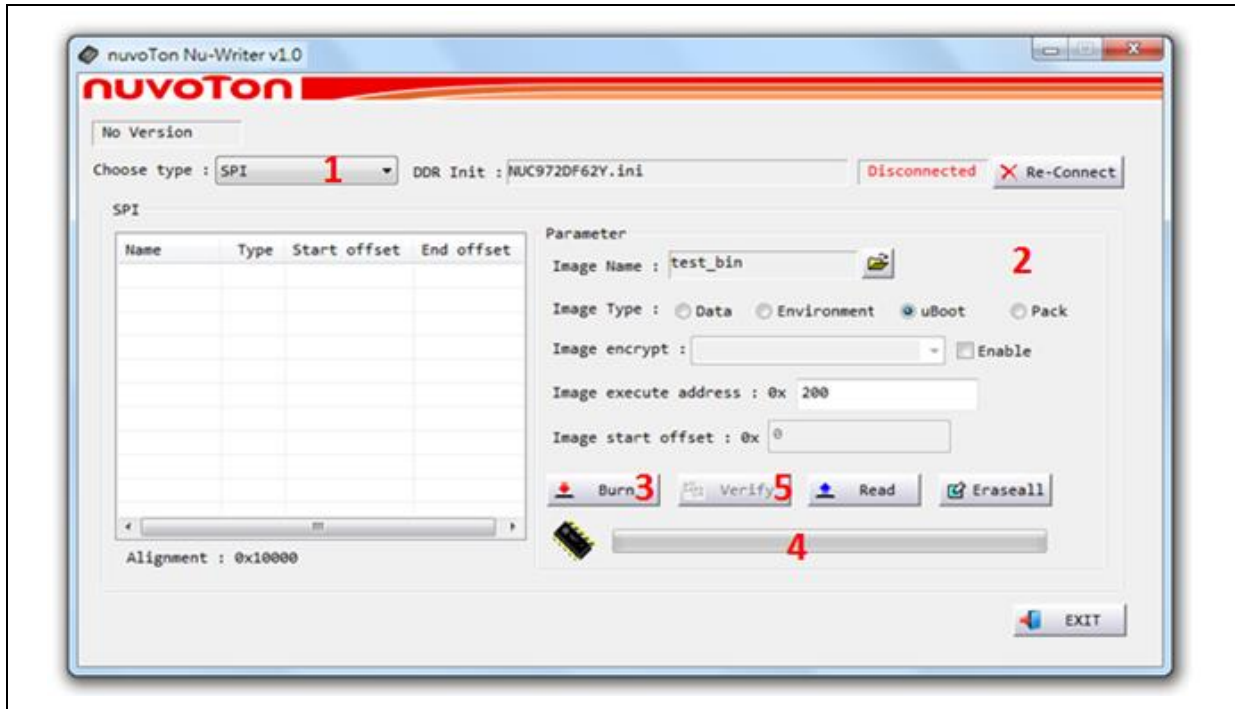 nuvoTon Nu-Writer v1.0
nuvoTon
No Version
Choose type : SPI 1 DDR Init : NUC972DF62Y.ini Disconnected Re-Connect
SPI
Name Type Start offset End offset
Parameter
Image Name : test_bin 2
Image Type : Data Environment uBoot Pack
Image encrypt : Enable
Image execute address : 0x 200
Image start offset : 0x 0
Burn 3 Verify 5 Read Eraseall
4
Alignment : 0x10000
EXIT